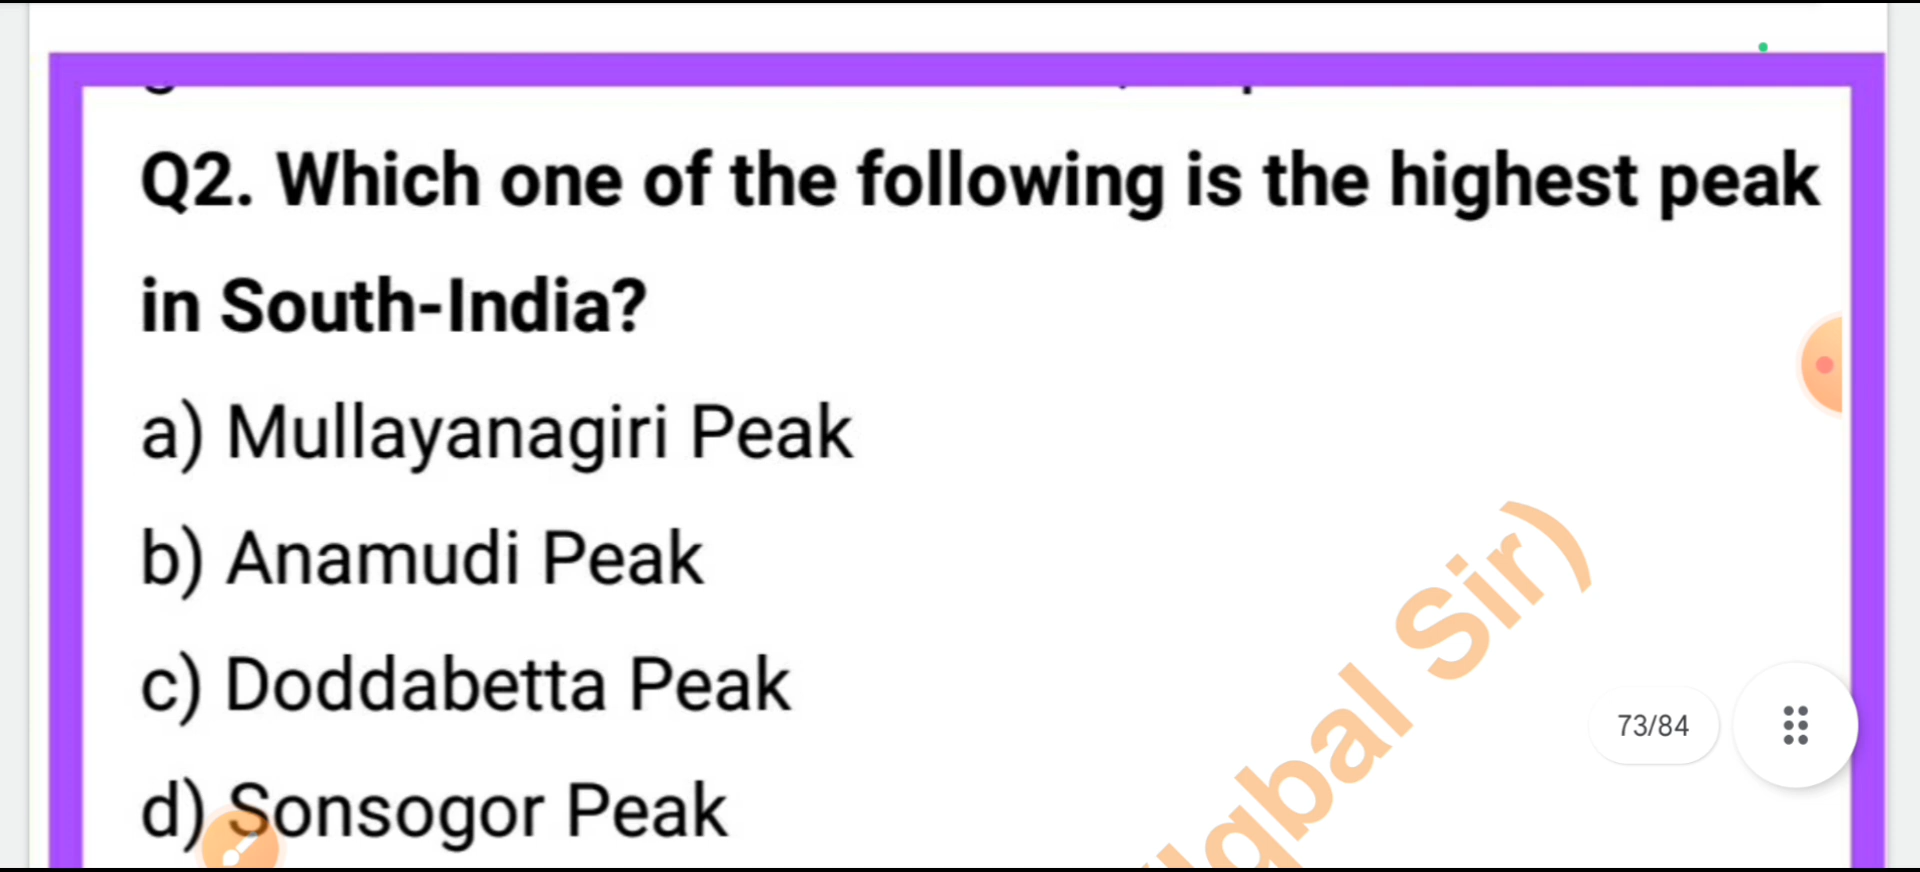 Q2. Which one of the following is the highest peak
in South-India?
a) Mullayanagiri Peak
b) Anamudi Peak
c) Doddabetta Peak
d) Sonsogor Peak
Iqbal Sir)
73/84